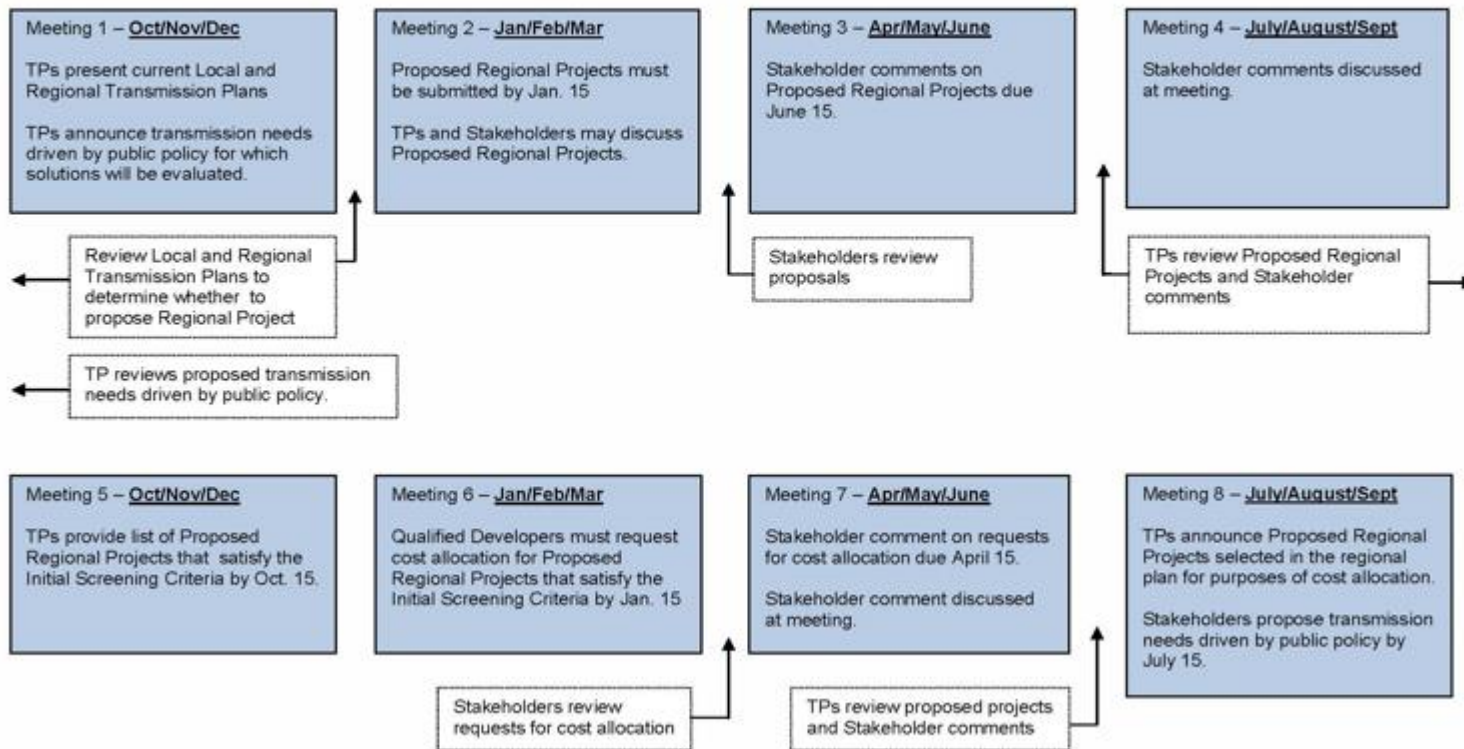 Meeting 1 – Oct/Nov/Dec
TPs present current Local and
Regional Transmission Plans
TPs announce transmission needs
driven by public policy for which
solutions will be evaluated.
Meeting 2 – Jan/Feb/Mar
Proposed Regional Projects must
be submitted by Jan. 15
TPs and Stakeholders may discuss
Proposed Regional Projects.
Meeting 3 – Apr/May/June
Stakeholder comments on
Proposed Regional Projects due
June 15.
Meeting 4 – July/August/Sept
Stakeholder comments discussed
at meeting.
Review Local and Regional
Transmission Plans to
determine whether to
propose Regional Project
Stakeholders review
proposals
TPs review Proposed Regional
Projects and Stakeholder
comments
TP reviews proposed transmission
needs driven by public policy.
Meeting 5 – Oct/Nov/Dec
TPs provide list of Proposed
Regional Projects that satisfy the
Initial Screening Criteria by Oct. 15.
Meeting 6 – Jan/Feb/Mar
Qualified Developers must request
cost allocation for Proposed
Regional Projects that satisfy the
Initial Screening Criteria by Jan. 15
Meeting 7 – Apr/May/June
Stakeholder comment on requests
for cost allocation due April 15.
Stakeholder comment discussed
at meeting.
Meeting 8 – July/August/Sept
TPs announce Proposed Regional
Projects selected in the regional
plan for purposes of cost allocation.
Stakeholders propose transmission
needs driven by public policy by
July 15.
Stakeholders review
requests for cost allocation
TPs review proposed projects
and Stakeholder comments